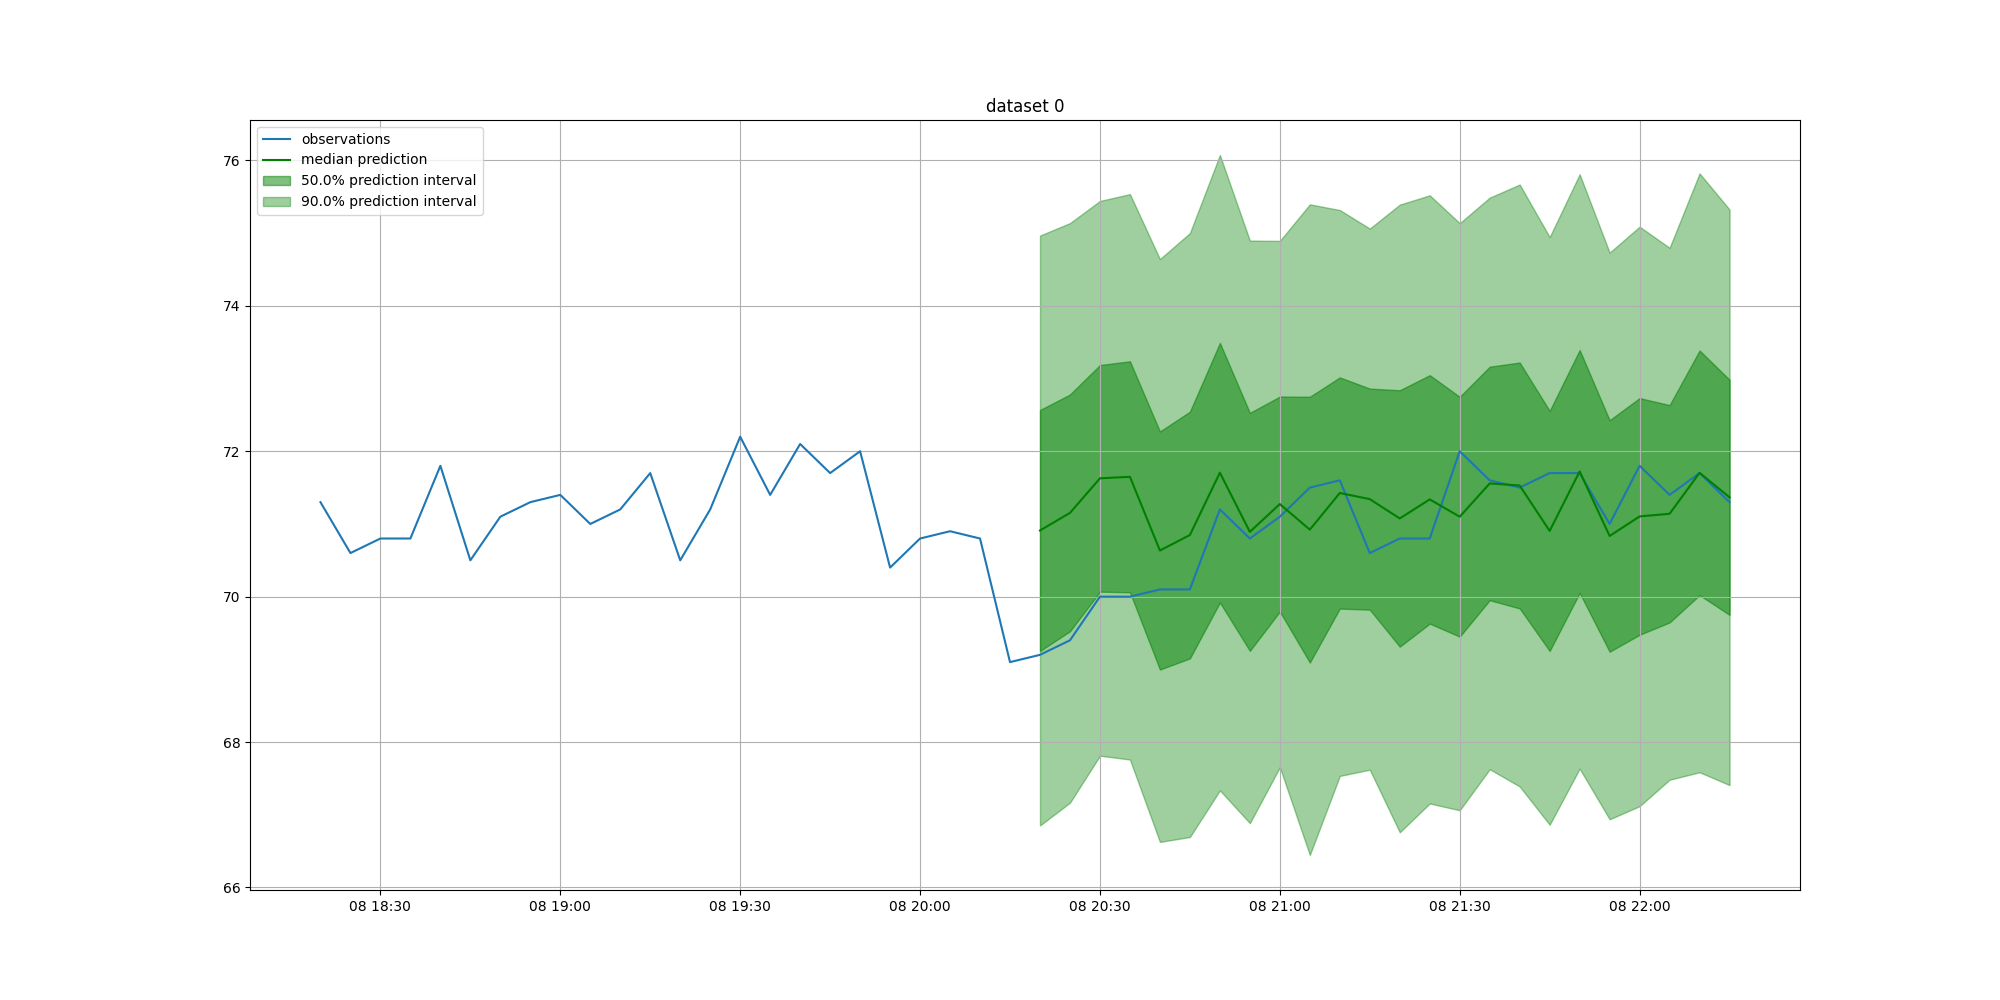 dataset 0
observations
median prediction
50.0% prediction interval
90.0% prediction interval
76
74
72
70
68
66
08 18:30 08 19:00 08 19:30 08 20:00 08 20:30 08 21:00 08 21:30 08 22:00